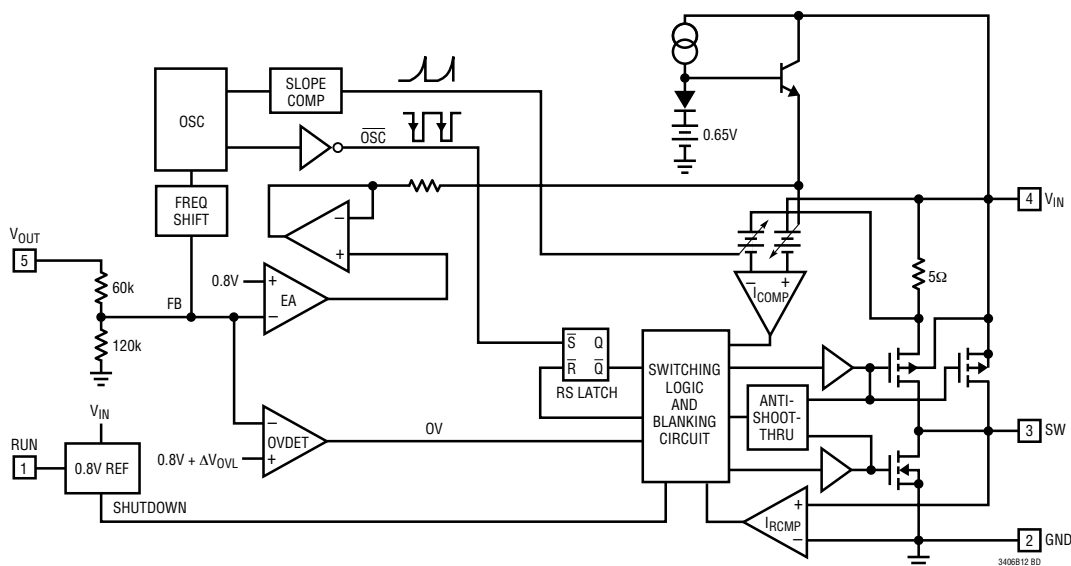 OSC
SLOPE
COMP
OSC
0.65V
FREQ
SHIFT
4
VIN
VOUT
5
60k
FB
120k
0.8V
+
−
EA
−
+
− +
ICOMP
5Ω
S Q
R Q
RS LATCH
SWITCHING
LOGIC
AND
BLANKING
CIRCUIT
ANTI-
SHOOT-
THRU
3
SW
VIN
RUN
1
0.8V REF
SHUTDOWN
−
OVDET
+
0.8V + ΔVOVL
OV
+
IRCMP
−
2
GND
3406B12 BD